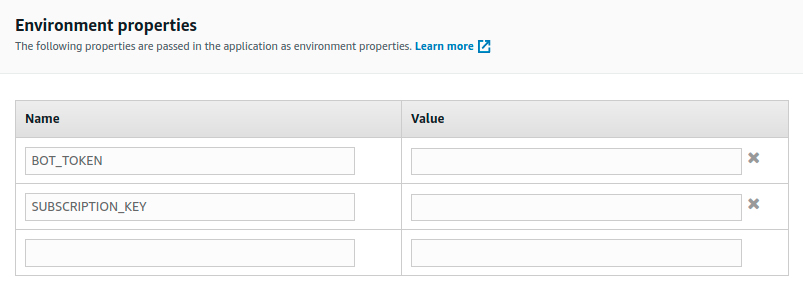 Environment properties
The following properties are passed in the application as environment properties. Learn more
Name Value
BOT_TOKEN
SUBSCRIPTION_KEY